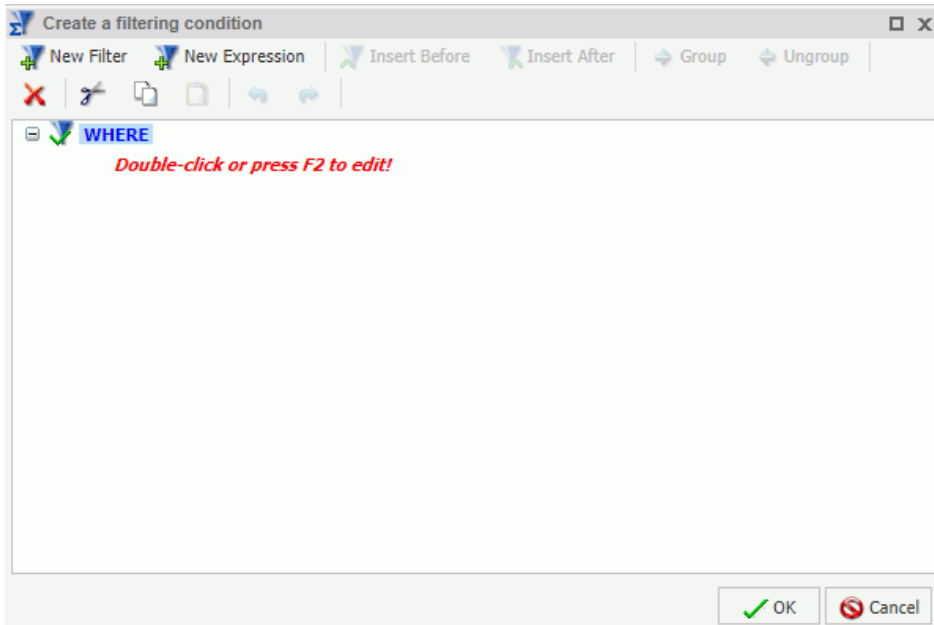 Create a filtering condition
New Filter New Expression Insert Before Insert After Group Ungroup
WHERE
Double-click or press F2 to edit!
OK Cancel